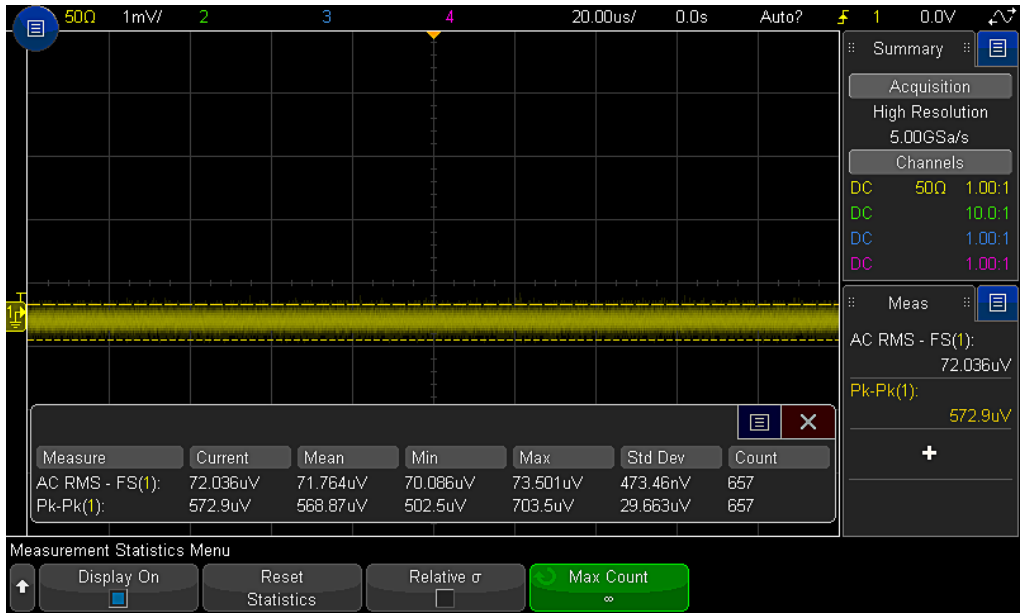 50Ω 1mV/ 2 3 4 20.00us/ 0.0s Auto? 1 0.0V
Summary
Acquisition
High Resolution
5.00GSa/s
Channels
DC 50Ω 1.00:1
DC 10.0:1
DC 1.00:1
DC 1.00:1
1
Meas
AC RMS - FS(1):
72.036uV
Pk-Pk(1):
572.9uV
+
Measure Current Mean Min Max Std Dev Count
AC RMS - FS(1): 72.036uV 71.764uV 70.086uV 73.501uV 473.46nV 657
Pk-Pk(1): 572.9uV 568.87uV 502.5uV 703.5uV 29.663uV 657
Measurement Statistics Menu
Display On
Reset
Statistics
Relative σ
Max Count
∞